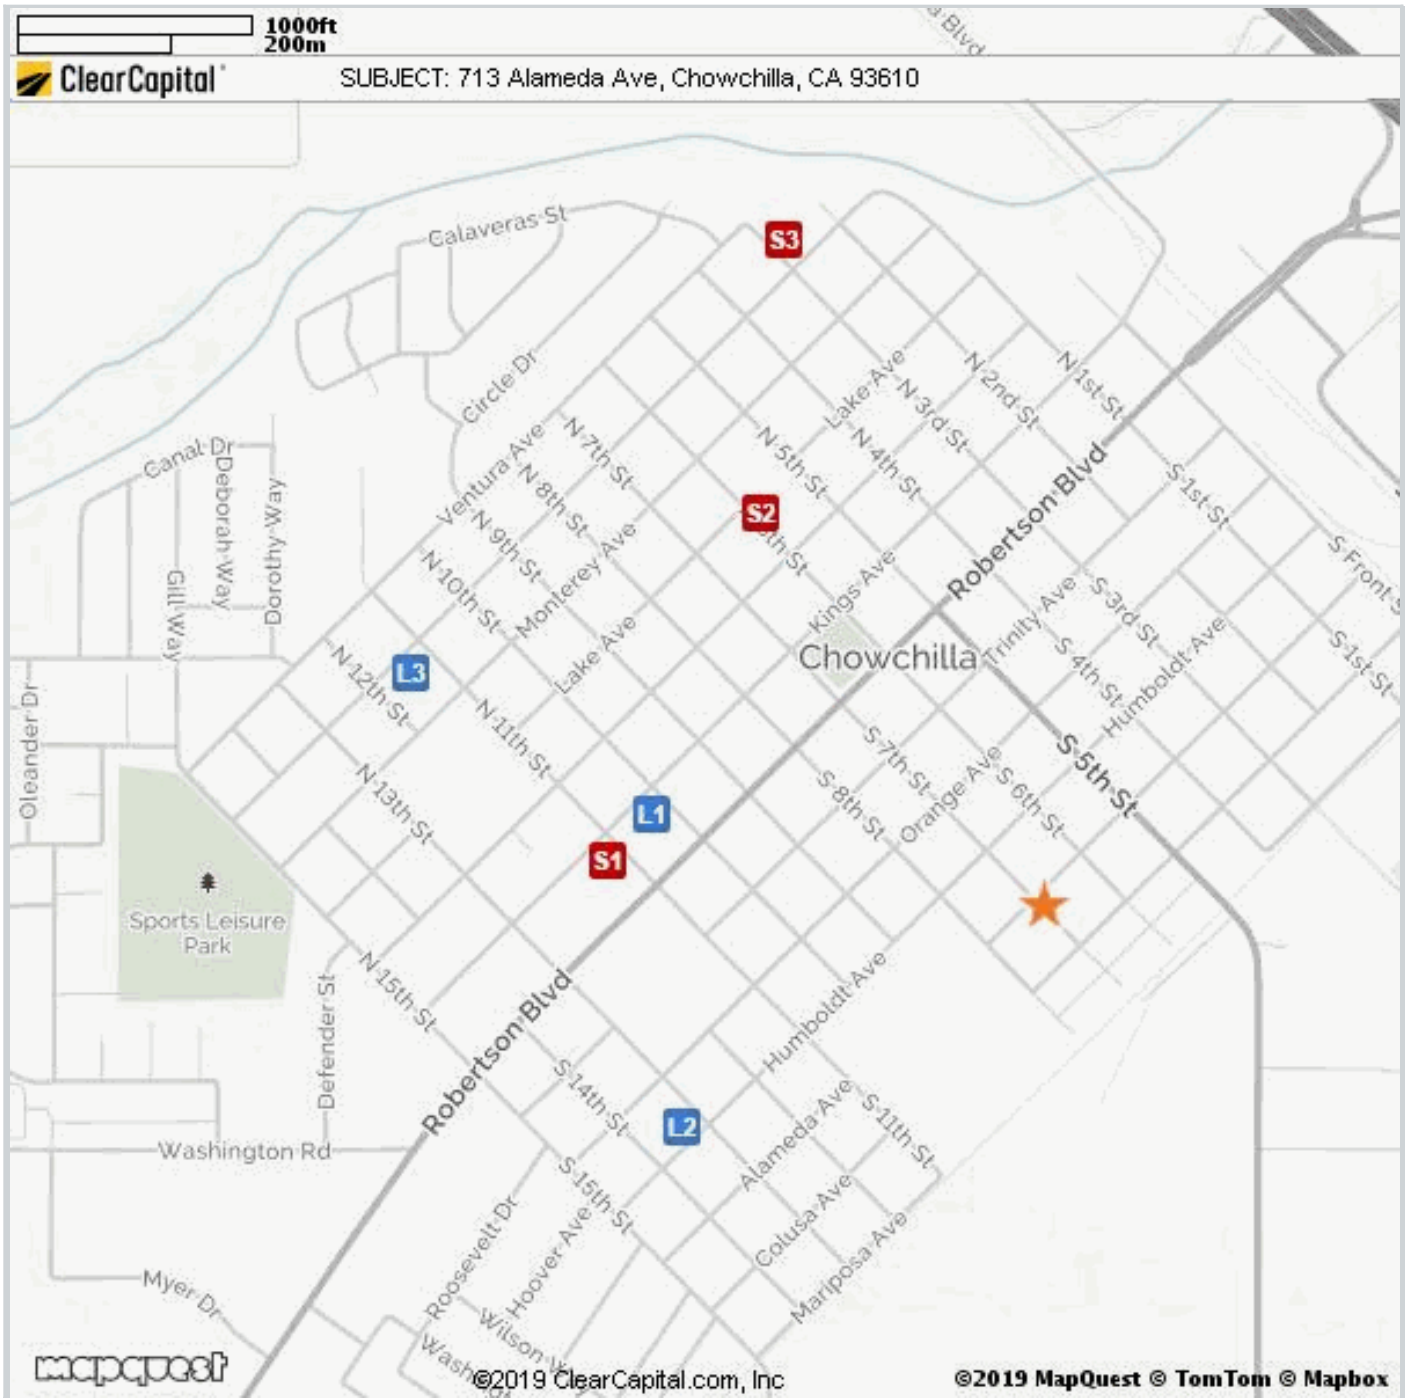 1000ft
200m
a Blvd
ClearCapital
SUBJECT: 713 Alameda Ave, Chowchilla, CA 93610
Calaveras St
S3
Circle Dr
Lake Ave
N 1st St
N 2nd St
N 3rd St
Robertson Blvd
N 4th St
N 5th St
N 7th St
Ventura Ave
Canal Dr
Deborah Way
Dorothy Way
N 8th St
S2
S 1st St
S Front S
N 9th St
Monterey Ave
N 10th St
Kings Ave
Trinity Ave
S 3rd St
Gill Way
Lake Ave
Chowchilla
S 4th St
Humboldt Ave
S 1st St
L3
N 12th St
Oleander Dr
N 11th St
S 7th St
S 5th St
N 13th St
S 8th St
Orange Ave
S 6th St
L1
S1
Sports Leisure
Park
N 15th St
Defender St
Robertson Blvd
Humboldt Ave
S 14th St
L2
Alameda Ave
S 11th St
Washington Rd
S 15th St
Roosevelt Dr
Hoover Ave
Colusa Ave
Mariposa Ave
Myer Dr
Wilson W
Washing
mapquest
©2019 ClearCapital.com, Inc
©2019 MapQuest © TomTom © Mapbox